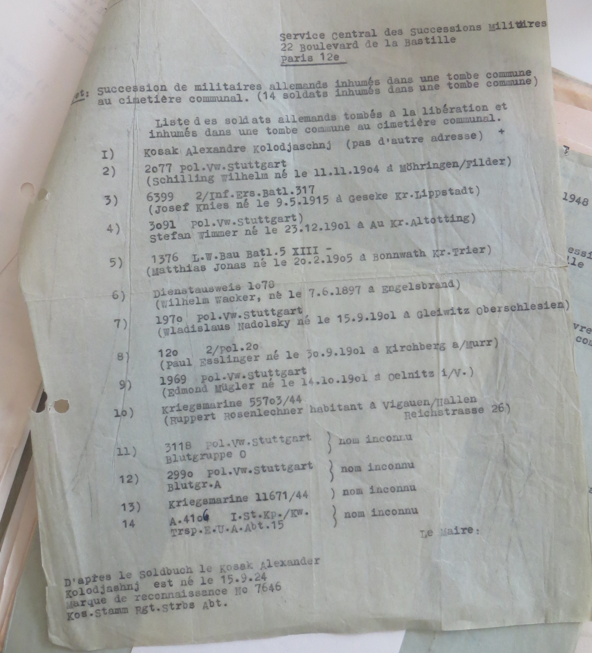 Service Central des Successions Militaires
22 Boulevard de la Bastille
Paris 12e
et: Succession de militaires allemands inhumés dans une tombe commune
au cimetière communal. (14 soldats inhumés dans une tombe commune)
Liste des soldats allemands tombés à la libération et
inhumés dans une tombe commune au cimetière communal.
I) Kosak Alexandre Kolodjaschnj (pas d'autre adresse) +
2) 2077 Pol.Vw.Stuttgart
(Schilling Wilhelm né le 11.11.1904 à Möhringen/Filder)
3) 6399 2/Inf.Ers.Batl.317
(Josef Knies né le 9.5.1915 à Geseke Kr.Lippstadt)
4) 3091 Pol.Vw.Stuttgart)
Stefan Wimmer né le 23.12.1901 à Au Kr.Altötting)
5) 1376 L.W.Bau Batl.5 XIII -
(Matthias Jonas né le 20.2.1905 à Bonnwath Kr.Trier)
6) Dienstausweis 1078
(Wilhelm Wacker, né le 7.6.1897 à Engelsbrand)
7) 1970 Pol.Vw.Stuttgart
(Wladislaus Nadolsky né le 15.9.1901 à Gleiwitz Oberschlesien)
8) 120 2/Pol.20
(Paul Esslinger né le 30.9.1901 à Kirchberg a/Murr)
9) 1969 Pol.Vw.Stuttgart
(Edmond Mügler né le 14.10.1901 à Oelnitz i/V.)
10) Kriegsmarine 55703/44
(Ruppert Rosenlechner habitant à Vigauen/Hallen
Reichstrasse 26)
11) 3118 Pol.Vw.Stuttgart } nom inconnu
Blutgruppe O
12) 2990 Pol.Vw.Stuttgart } nom inconnu
Blutgr.A
13) Kriegsmarine 11671/44 ) nom inconnu
14 A.4106 I.St.Kp./Kw. } nom inconnu
Trsp.E.U.A.Abt.15
Le Maire:
D'après le Soldbuch le Kosak Alexander
Kolodjashnj est né le 15.9.24
Marque de reconnaissance No 7646
Kos.Stamm Rgt.Strbs Abt.
1948